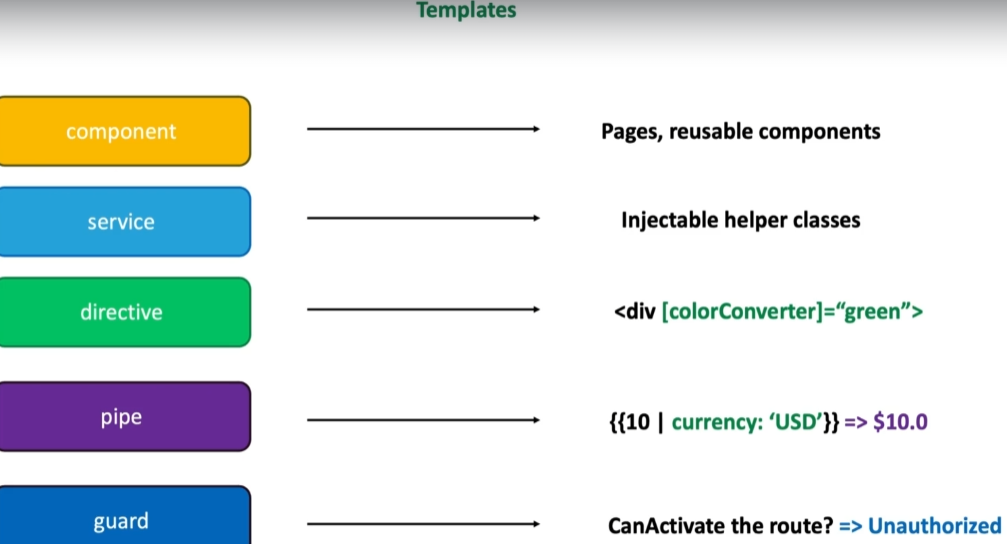 Templates
component
Pages, reusable components
service
Injectable helper classes
directive
<div [colorConverter]=“green”>
pipe
{{10 | currency: ‘USD’}} => $10.0
guard
CanActivate the route? => Unauthorized